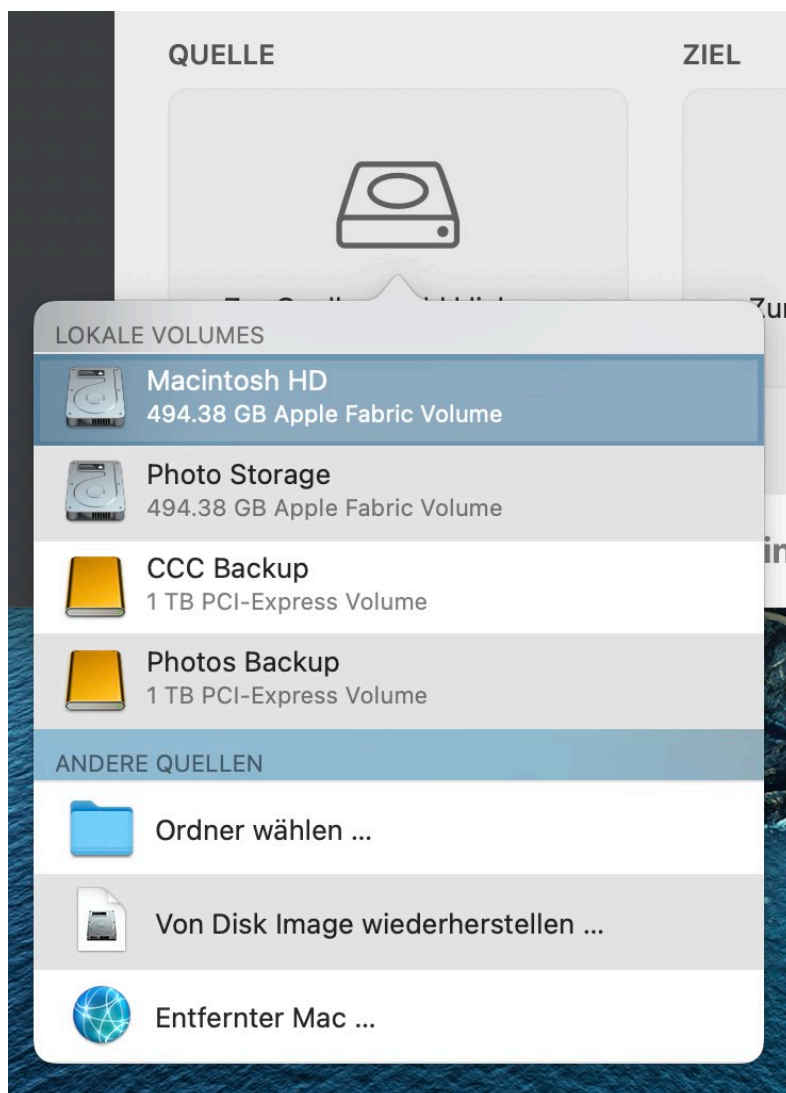 QUELLE
ZIEL
LOKALE VOLUMES
Macintosh HD
494.38 GB Apple Fabric Volume
Photo Storage
494.38 GB Apple Fabric Volume
CCC Backup
1 TB PCI-Express Volume
Photos Backup
1 TB PCI-Express Volume
ANDERE QUELLEN
Ordner wählen ...
Von Disk Image wiederherstellen ...
Entfernter Mac ...